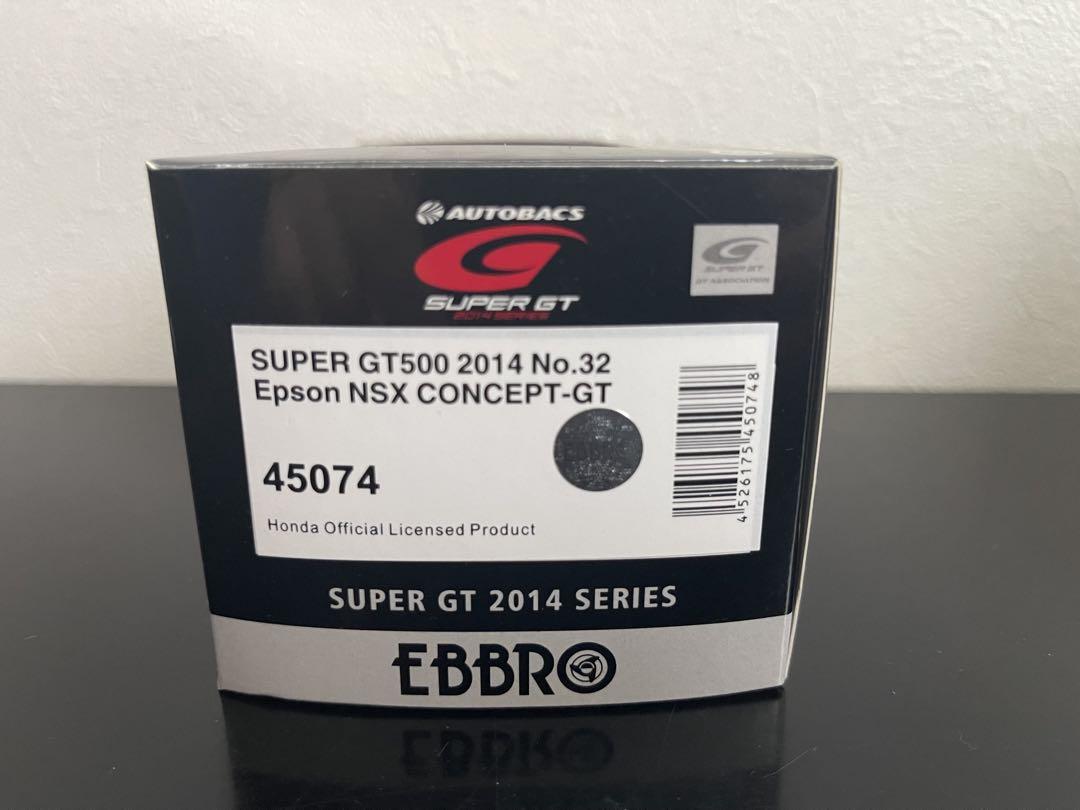 AUTOBACS
SUPER GT
2014 SERIES
SUPER GT
GT ASSOCIATION
SUPER GT500 2014 No.32
Epson NSX CONCEPT-GT
EBBRO
45074
4 526175 450748
Honda Official Licensed Product
SUPER GT 2014 SERIES
EBBRO